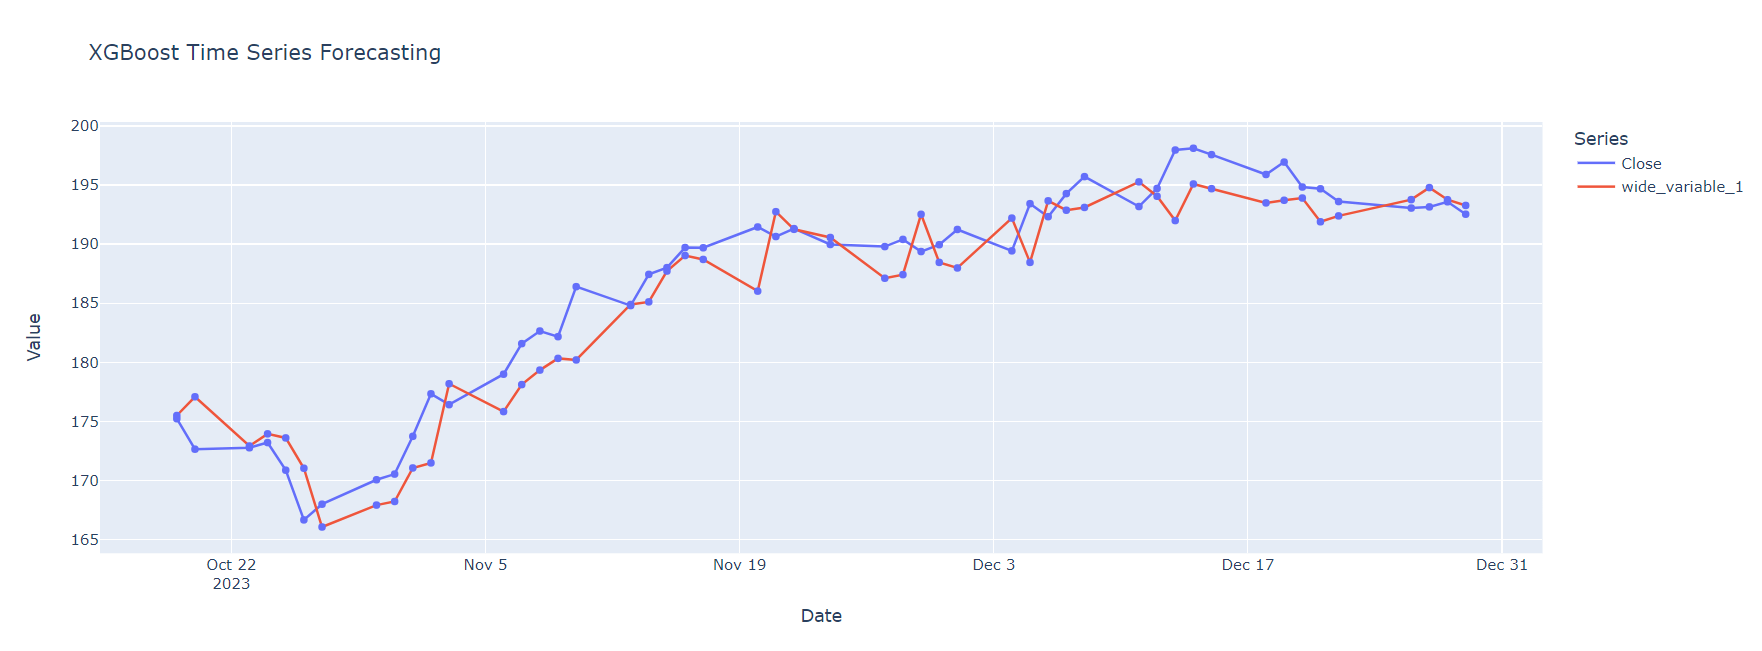 XGBoost Time Series Forecasting
Series
Close
wide_variable_1
Value
200
195
190
185
180
175
170
165
Oct 22
2023
Nov 5
Nov 19
Dec 3
Dec 17
Dec 31
Date